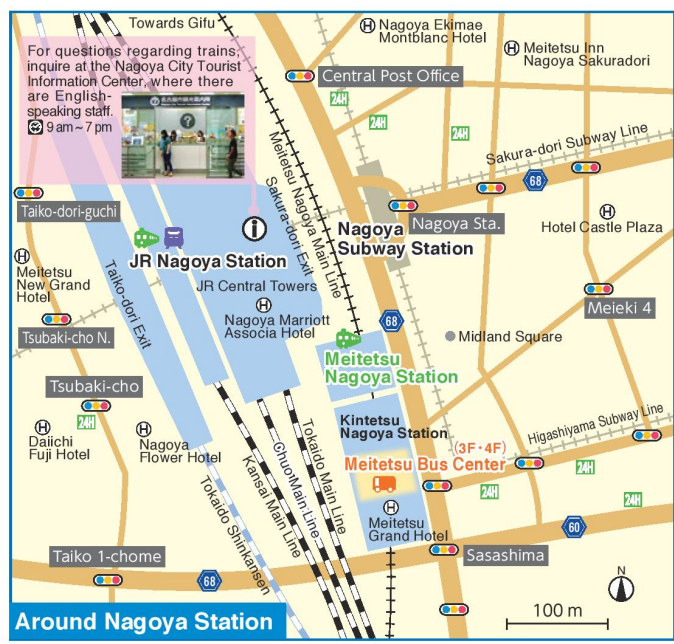 Towards Gifu
Nagoya Ekimae
Montblanc Hotel
For questions regarding trains,
inquire at the Nagoya City Tourist
Information Center, where there
are English-
speaking staff.
9 am ~ 7 pm
?
Meitetsu Inn
Nagoya Sakuradori
Central Post Office
24H
24H
24H
Sakura-dori Subway Line
68
Meitetsu Nagoya Main Line
Sakura-dori Exit
Taiko-dori-guchi
Nagoya Sta.
Nagoya
Subway Station
Hotel Castle Plaza
JR Nagoya Station
Meitetsu
New Grand
Hotel
Taiko-dori Exit
JR Central Towers
Nagoya Marriott
Associa Hotel
Meieki 4
Tsubaki-cho N.
68
Midland Square
Meitetsu
Nagoya Station
Tsubaki-cho
24H
Kintetsu
Nagoya Station
Higashiyama Subway Line
Daiichi
Fuji Hotel
Nagoya
Flower Hotel
(3F・4F)
Meitetsu Bus Center
24H
24H
24H
Tokaido Main Line
Chuo Main Line
Kansai Main Line
Tokaido Shinkansen
Meitetsu
Grand Hotel
60
Taiko 1-chome
68
Sasashima
N
100 m
Around Nagoya Station